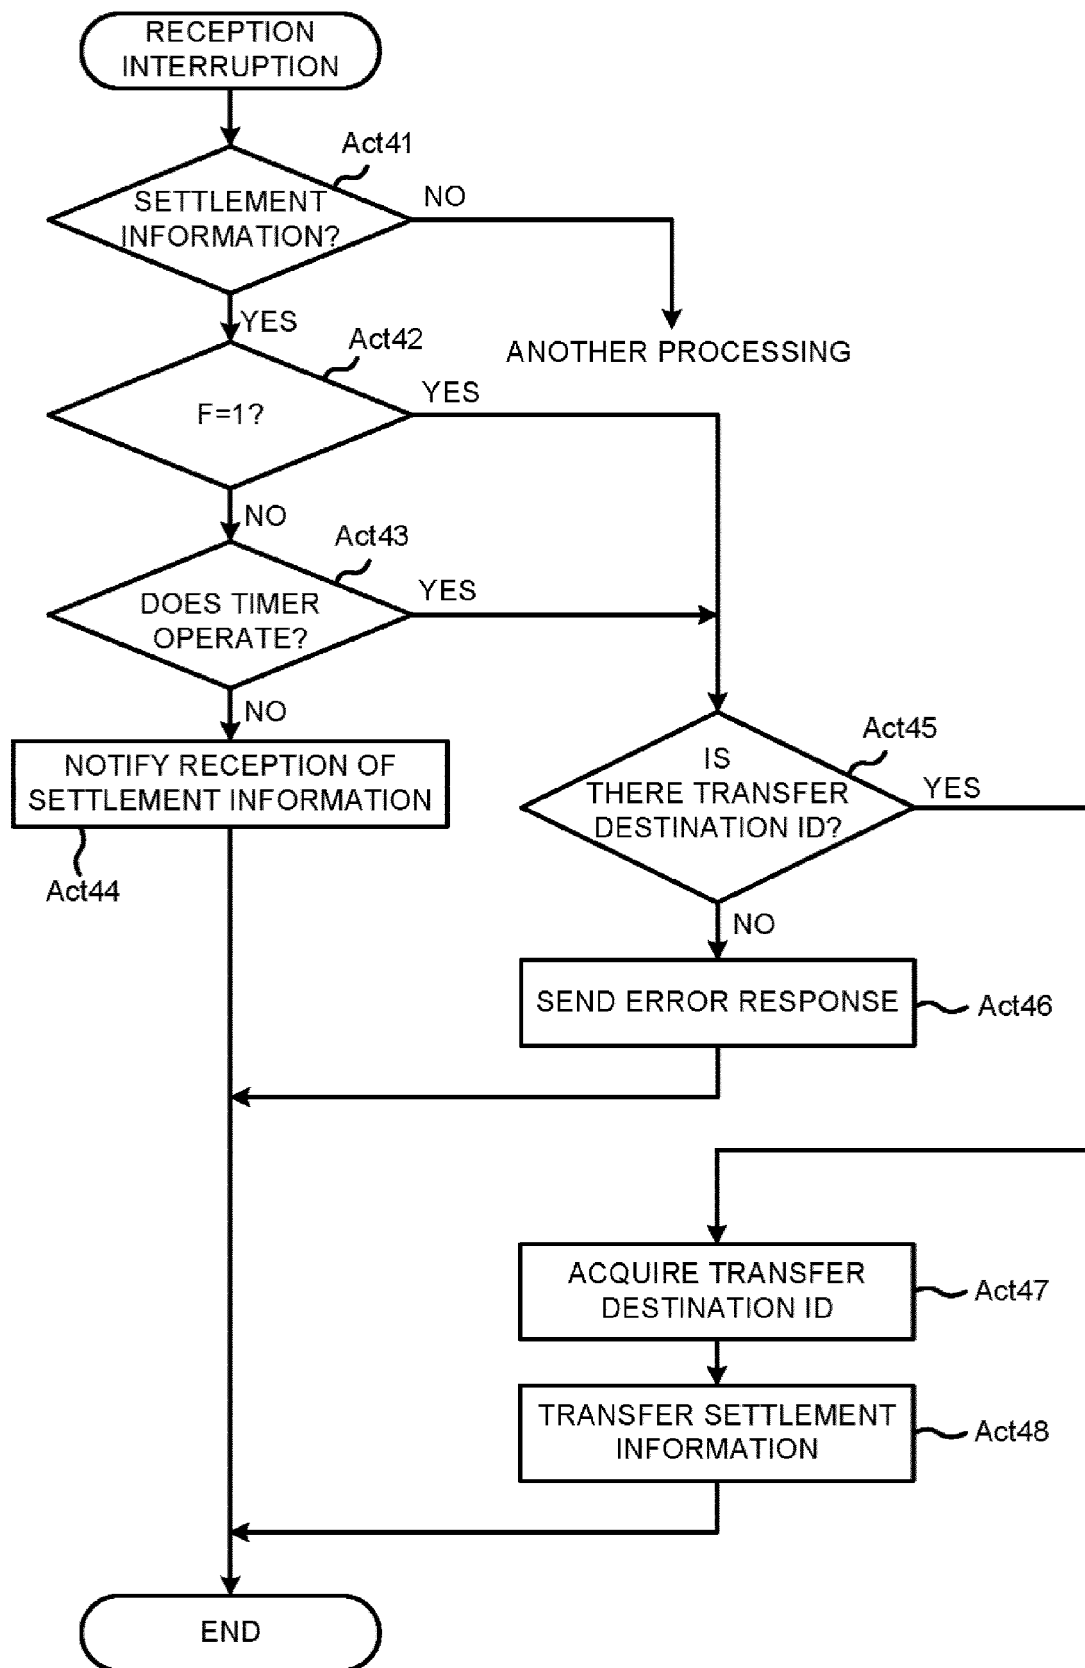 RECEPTION
INTERRUPTION
Act41
SETTLEMENT
INFORMATION?
NO
YES
ANOTHER PROCESSING
Act42
F=1?
YES
NO
Act43
DOES TIMER
OPERATE?
YES
NO
NOTIFY RECEPTION OF
SETTLEMENT INFORMATION
Act44
Act45
IS
THERE TRANSFER
DESTINATION ID?
YES
NO
SEND ERROR RESPONSE
Act46
ACQUIRE TRANSFER
DESTINATION ID
Act47
TRANSFER SETTLEMENT
INFORMATION
Act48
END